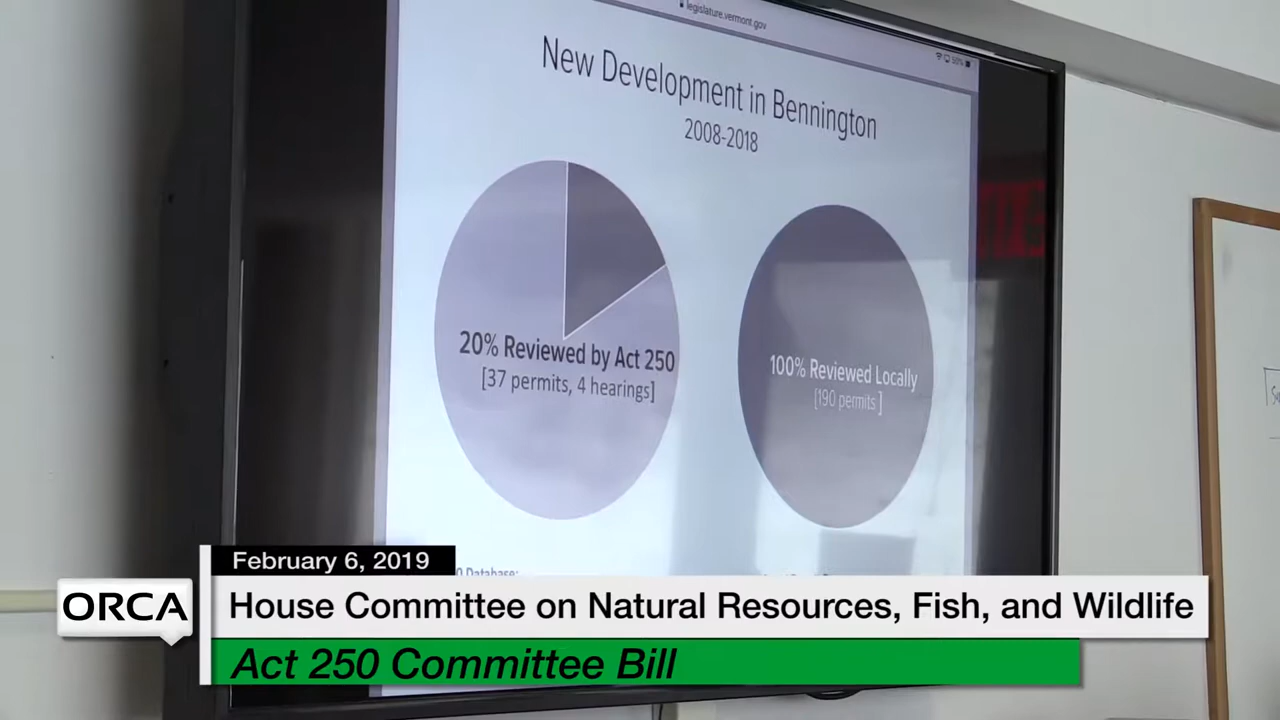 legislature.vermont.gov
50%
New Development in Bennington
2008-2018
20% Reviewed by Act 250
[37 permits, 4 hearings]
100% Reviewed Locally
[190 permits ]
Database:
February 6, 2019
ORCA
House Committee on Natural Resources, Fish, and Wildlife
Act 250 Committee Bill